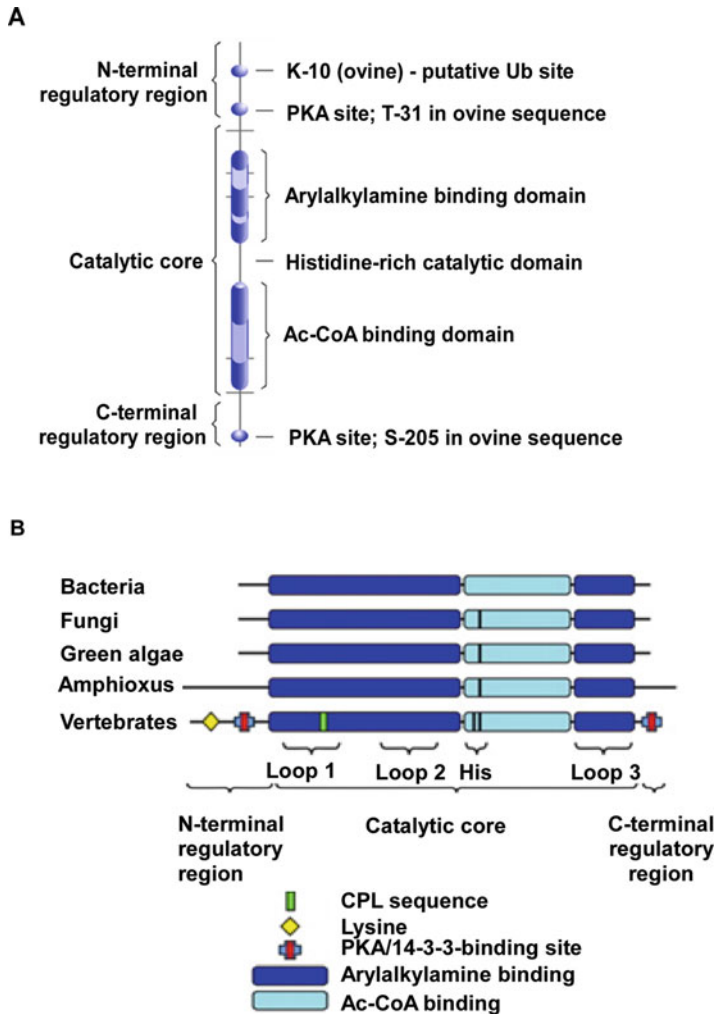 A
N-terminal
regulatory region
K-10 (ovine) - putative Ub site
PKA site; T-31 in ovine sequence
Arylalkylamine binding domain
Catalytic core
Histidine-rich catalytic domain
Ac-CoA binding domain
C-terminal
regulatory region
PKA site; S-205 in ovine sequence
B
Bacteria
Fungi
Green algae
Amphioxus
Vertebrates
Loop 1 Loop 2 His Loop 3
N-terminal
regulatory
region
Catalytic core
C-terminal
regulatory
region
CPL sequence
Lysine
PKA/14-3-3-binding site
Arylalkylamine binding
Ac-CoA binding